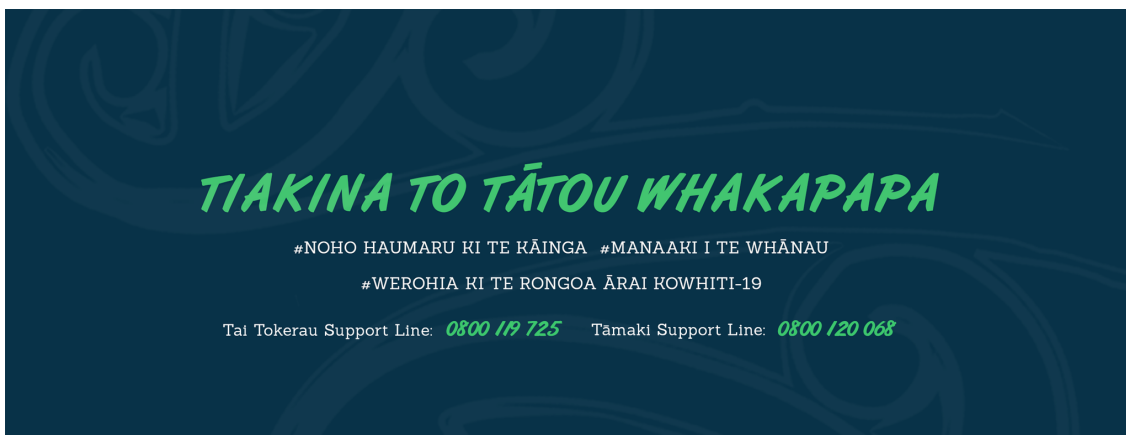 TIAKINA TO TĀTOU WHAKAPAPA
#NOHO HAUMARU KI TE KĀINGA #MANAAKI I TE WHĀNAU
#WEROHIA KI TE RONGOA ĀRAI KOWHITI-19
Tai Tokerau Support Line: 0800 119 725 Tāmaki Support Line: 0800 120 068